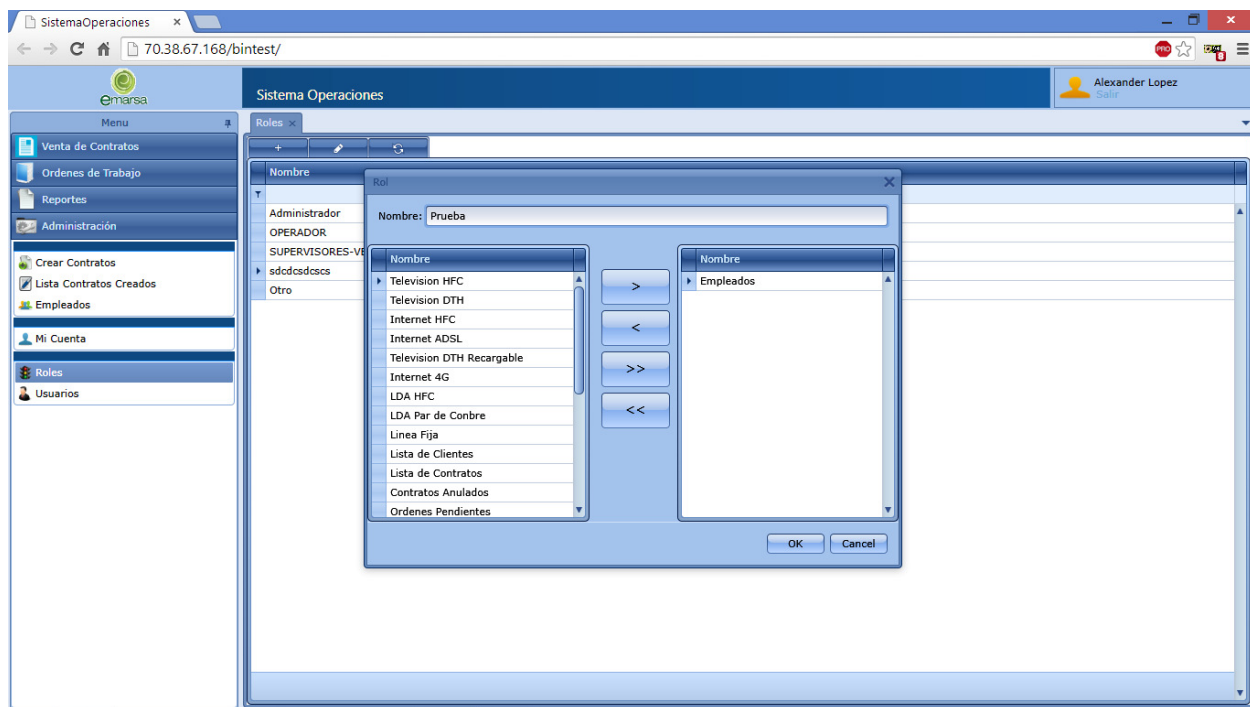 SistemaOperaciones ×
70.38.67.168/bintest/
emarsa
Sistema Operaciones
Alexander Lopez
Salir
Menu
Venta de Contratos
Ordenes de Trabajo
Reportes
Administración
Crear Contratos
Lista Contratos Creados
Empleados
Mi Cuenta
Roles
Usuarios
Roles ×
+
Nombre
Administrador
OPERADOR
SUPERVISORES-VE
sdcdcsdcscs
Otro
Rol
Nombre: Prueba
Nombre
Television HFC
Television DTH
Internet HFC
Internet ADSL
Television DTH Recargable
Internet 4G
LDA HFC
LDA Par de Conbre
Linea Fija
Lista de Clientes
Lista de Contratos
Contratos Anulados
Ordenes Pendientes
>
<
>>
<<
Nombre
Empleados
OK Cancel